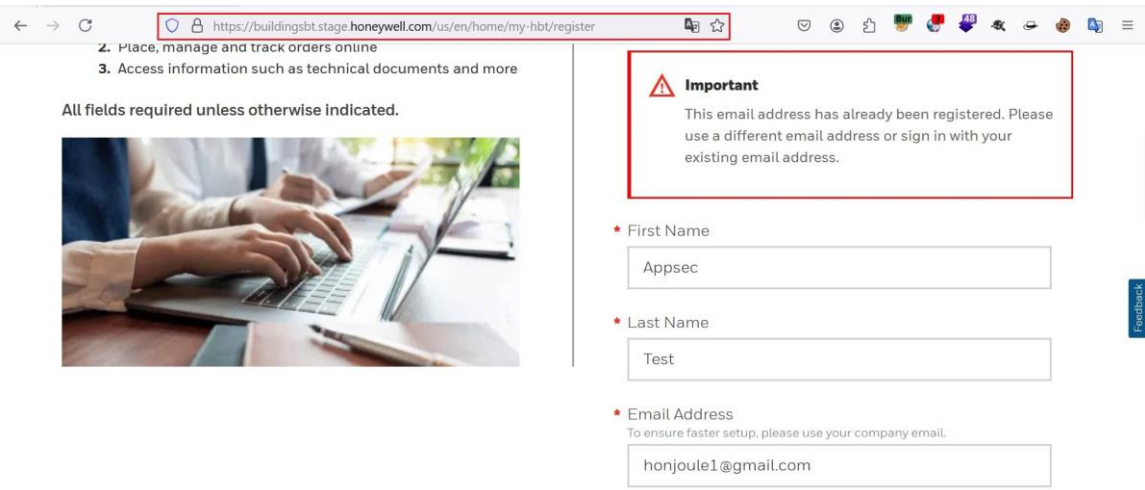 https://buildingsbt.stage.honeywell.com/us/en/home/my-hbt/register
Bur
48
2. Place, manage and track orders online
3. Access information such as technical documents and more
All fields required unless otherwise indicated.
Important
This email address has already been registered. Please
use a different email address or sign in with your
existing email address.
* First Name
Appsec
* Last Name
Test
* Email Address
To ensure faster setup, please use your company email.
honjoule1@gmail.com
Feedback